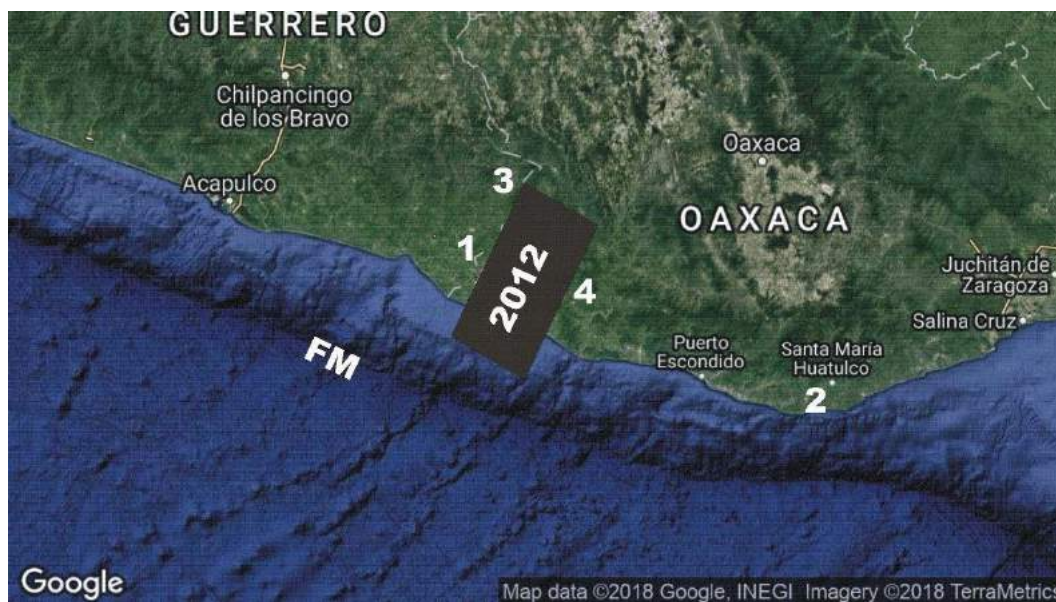 GUERRERO
Chilpancingo
de los Bravo
Oaxaca
3
Acapulco
OAXACA
1
2012
4
Juchitán de
Zaragoza
Salina Cruz
FM
Puerto
Escondido
Santa María
Huatulco
2
Google
Map data ©2018 Google, INEGI Imagery ©2018 TerraMetrics